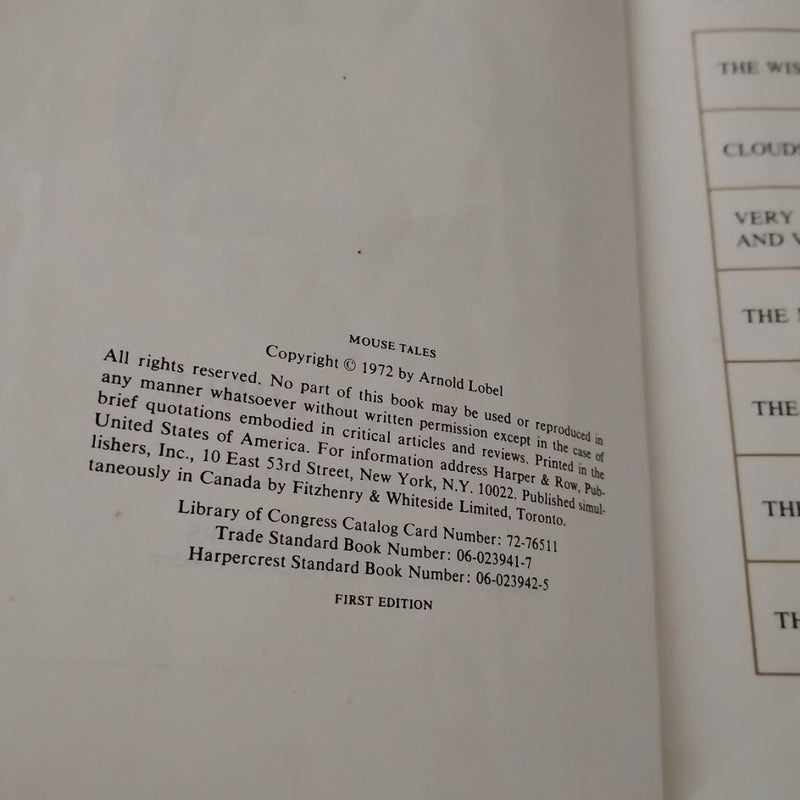 MOUSE TALES
Copyright © 1972 by Arnold Lobel
All rights reserved. No part of this book may be used or reproduced in
any manner whatsoever without written permission except in the case of
brief quotations embodied in critical articles and reviews. Printed in the
United States of America. For information address Harper & Row, Pub-
lishers, Inc., 10 East 53rd Street, New York, N.Y. 10022. Published simul-
taneously in Canada by Fitzhenry & Whiteside Limited, Toronto.
Library of Congress Catalog Card Number: 72-76511
Trade Standard Book Number: 06-023941-7
Harpercrest Standard Book Number: 06-023942-5
FIRST EDITION
THE WIS
CLOUDS
VERY
AND V
THE
THE
THE
TH